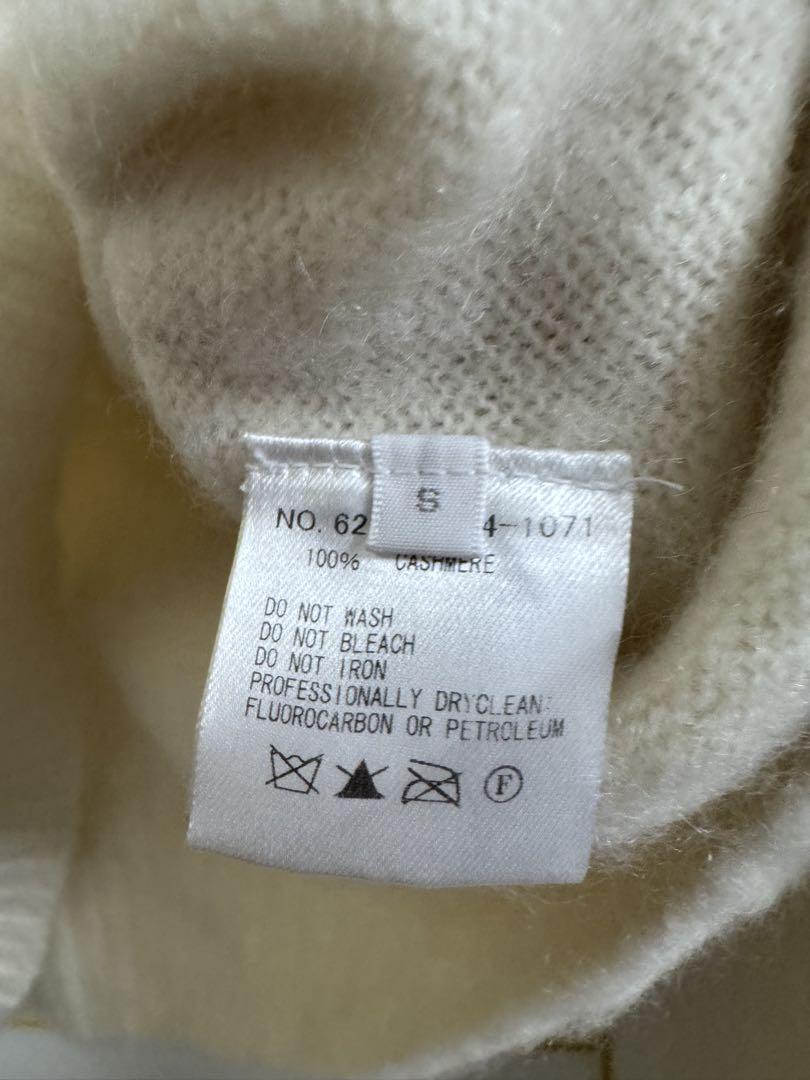 S
NO. 62 4-1071
100% CASHMERE
DO NOT WASH
DO NOT BLEACH
DO NOT IRON
PROFESSIONALLY DRYCLEAN:
FLUOROCARBON OR PETROLEUM
F